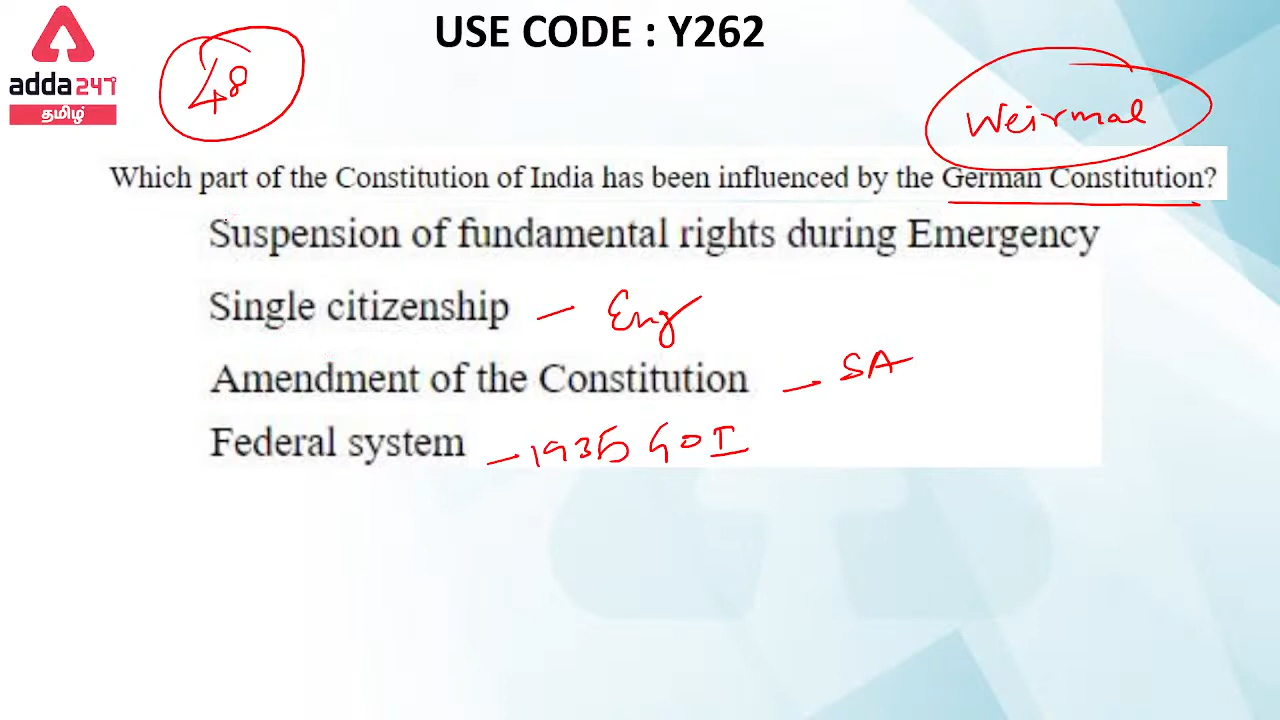 USE CODE : Y262
adda247
தமிழ்
48
Weirmal
Which part of the Constitution of India has been influenced by the German Constitution?
Suspension of fundamental rights during Emergency
Single citizenship – Eng
Amendment of the Constitution – SA
Federal system – 1935 GOI